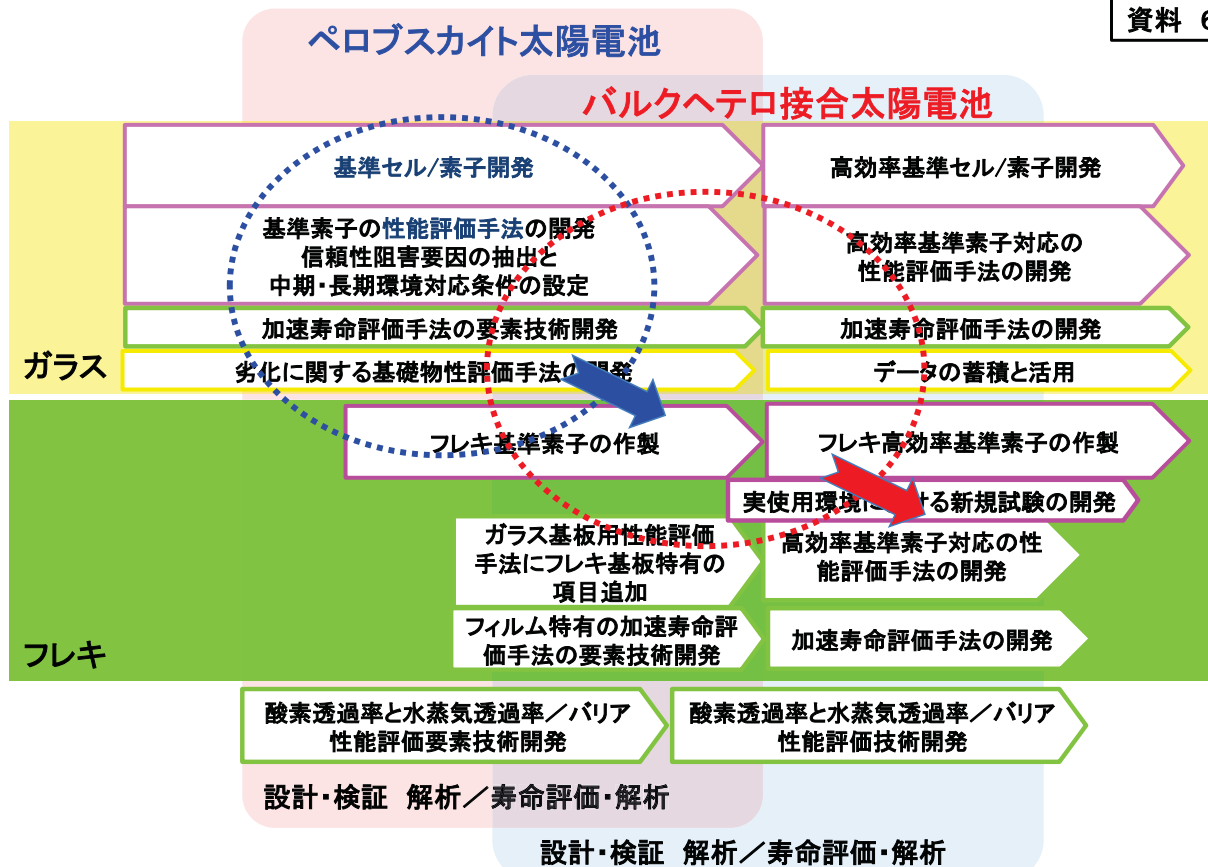 資料 6
ペロブスカイト太陽電池
バルクヘテロ接合太陽電池
基準セル/素子開発
高効率基準セル/素子開発
基準素子の性能評価手法の開発
信頼性阻害要因の抽出と
中期・長期環境対応条件の設定
高効率基準素子対応の
性能評価手法の開発
加速寿命評価手法の要素技術開発
加速寿命評価手法の開発
ガラス
劣化に関する基礎物性評価手法の開発
データの蓄積と活用
フレキ基準素子の作製
フレキ高効率基準素子の作製
実使用環境における新規試験の開発
ガラス基板用性能評価
手法にフレキ基板特有の
項目追加
高効率基準素子対応の性
能評価手法の開発
フレキ
フィルム特有の加速寿命評
価手法の要素技術開発
加速寿命評価手法の開発
酸素透過率と水蒸気透過率／バリア
性能評価要素技術開発
酸素透過率と水蒸気透過率／バリア
性能評価技術開発
設計・検証 解析／寿命評価・解析
設計・検証 解析／寿命評価・解析